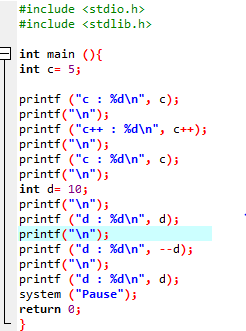 #include <stdio.h>
#include <stdlib.h>
int main (){
int c= 5;
printf ("c : %d\n", c);
printf("\n");
printf ("c++ : %d\n", c++);
printf("\n");
printf ("c : %d\n", c);
printf("\n");
int d= 10;
printf("\n");
printf ("d : %d\n", d);
printf("\n");
printf ("d : %d\n", --d);
printf("\n");
printf ("d : %d\n", d);
system ("Pause");
return 0;
}